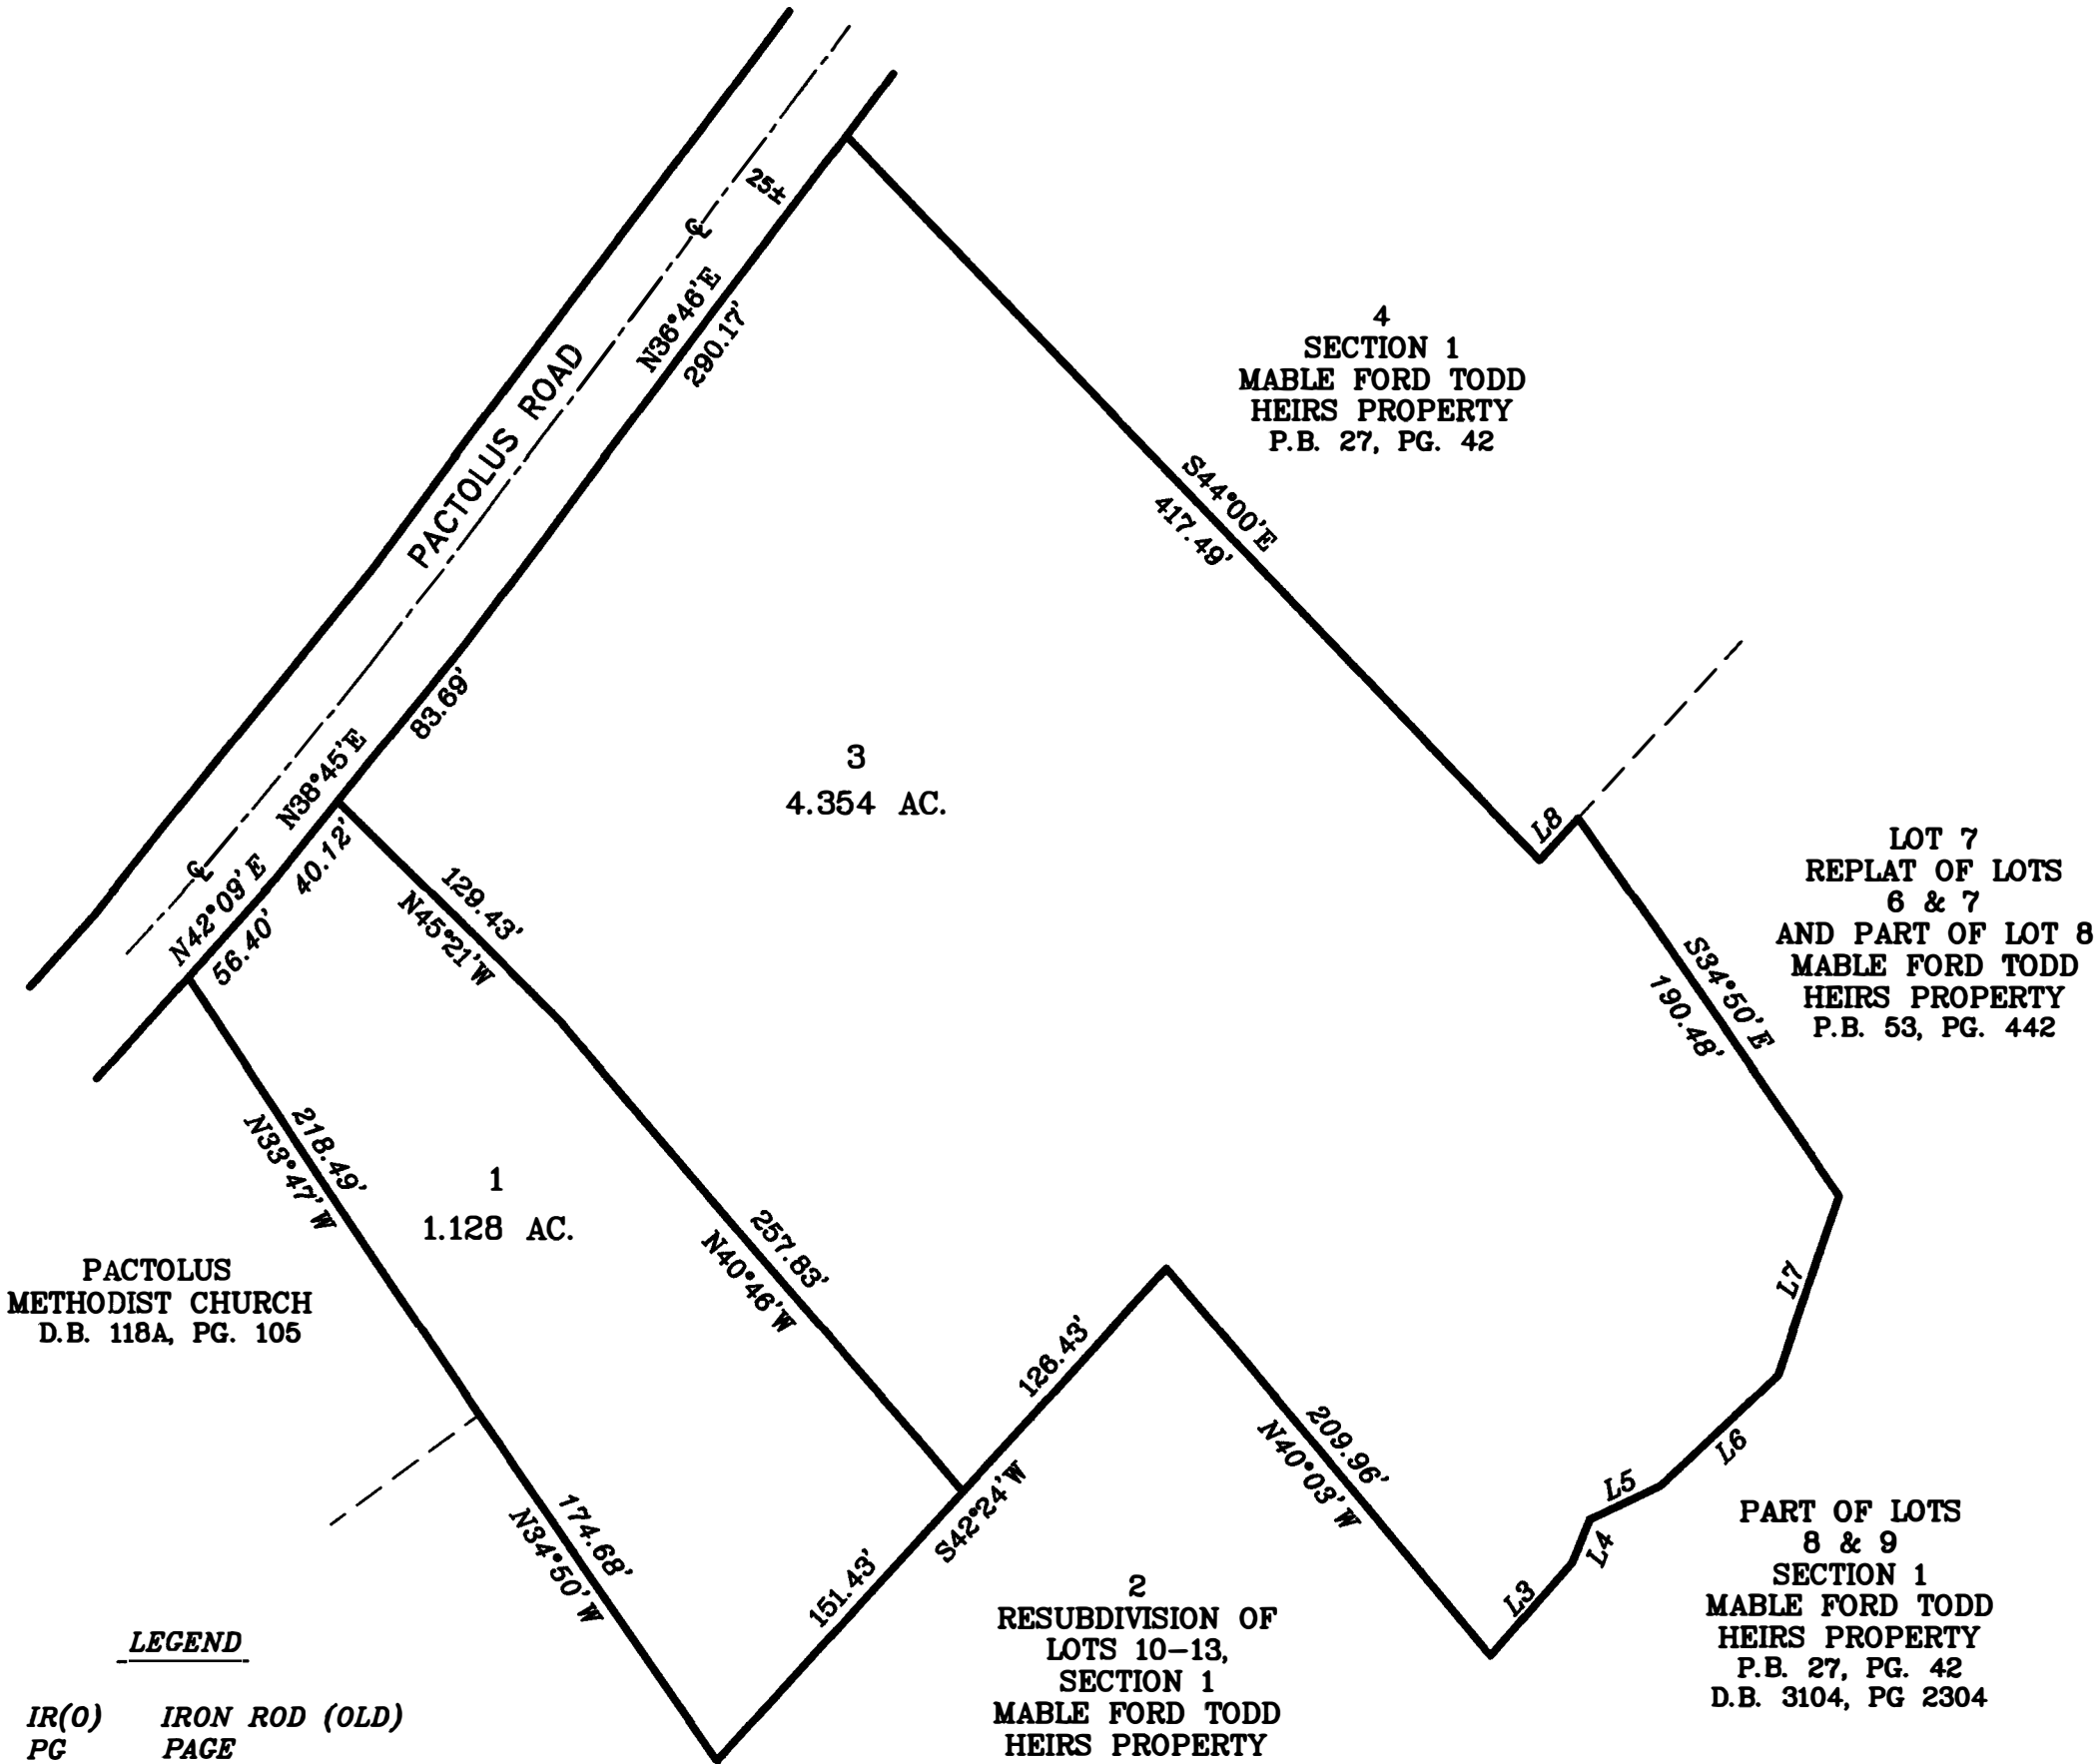 25±
℄
N36°46'E
290.17'
PACTOLUS ROAD
4
SECTION 1
MABLE FORD TODD
HEIRS PROPERTY
P.B. 27, PG. 42
S44°00'E
417.49'
83.69'
N38°45'E
40.12'
℄
N42°09'E
56.40'
3
4.354 AC.
L8
LOT 7
REPLAT OF LOTS
6 & 7
AND PART OF LOT 8
MABLE FORD TODD
HEIRS PROPERTY
P.B. 53, PG. 442
129.43'
N45°21'W
S34°50'E
190.48'
218.49'
N33°47'W
1
1.128 AC.
257.83'
N40°46'W
L7
PACTOLUS
METHODIST CHURCH
D.B. 118A, PG. 105
126.43'
S42°24'W
209.96'
N40°03'W
L6
L5
L4
L3
174.68'
N34°50'W
151.43'
2
RESUBDIVISION OF
LOTS 10-13,
SECTION 1
MABLE FORD TODD
HEIRS PROPERTY
PART OF LOTS
8 & 9
SECTION 1
MABLE FORD TODD
HEIRS PROPERTY
P.B. 27, PG. 42
D.B. 3104, PG 2304
LEGEND
IR(O) IRON ROD (OLD)
PG PAGE